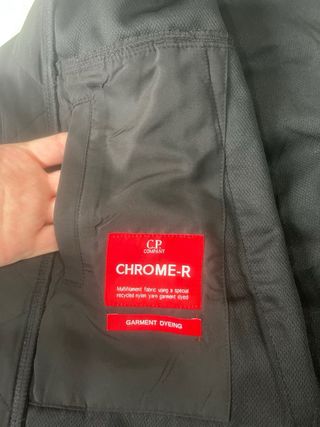 C.P.
COMPANY
CHROME-R
Multifilament fabric using a special
recycled nylon yarn garment dyed
GARMENT DYEING